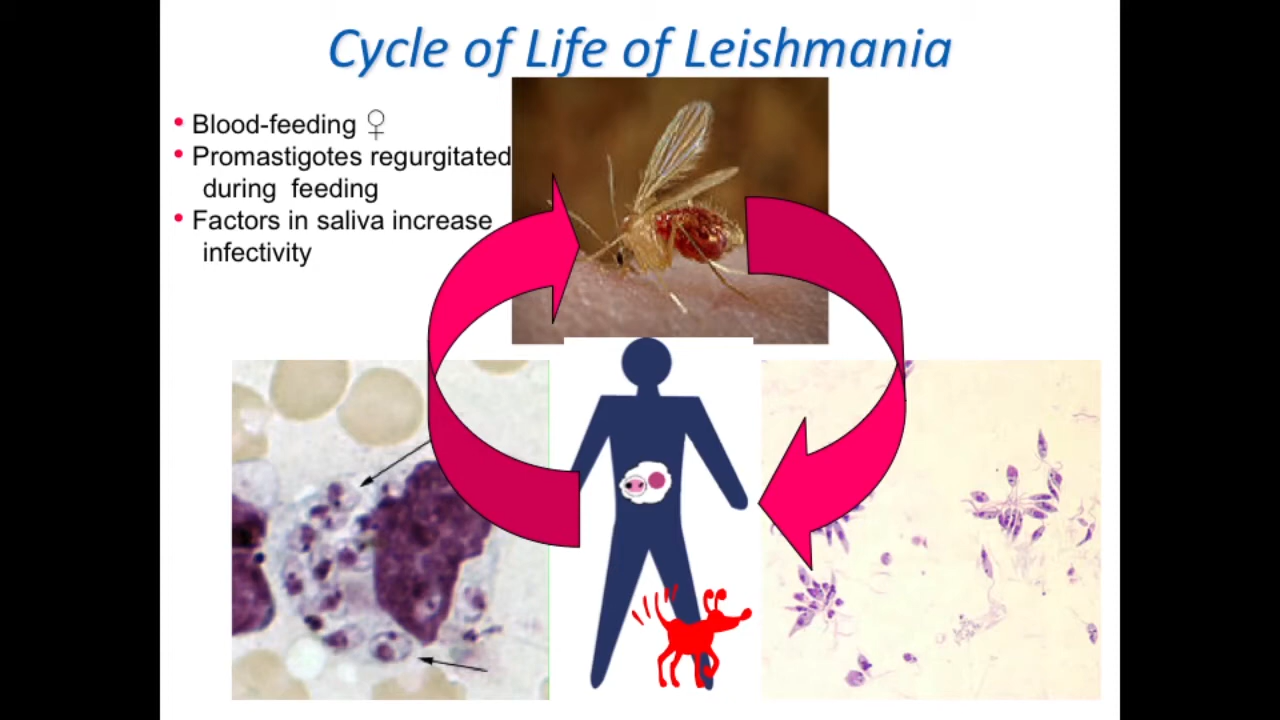 Cycle of Life of Leishmania
• Blood-feeding ♀
• Promastigotes regurgitated
during feeding
• Factors in saliva increase
infectivity